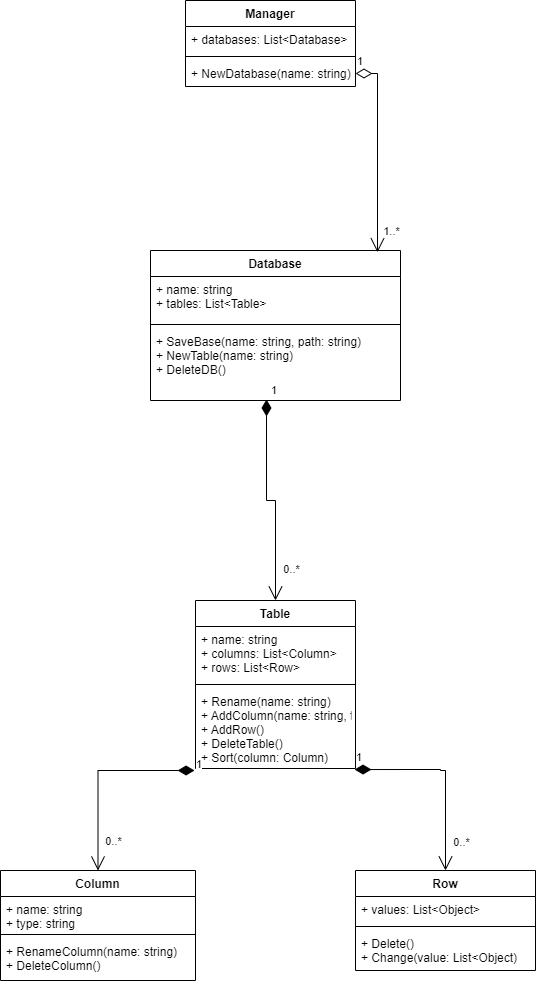 Manager
+ databases: List<Database>
+ NewDatabase(name: string)
1
1..*
Database
+ name: string
+ tables: List<Table>
+ SaveBase(name: string, path: string)
+ NewTable(name: string)
+ DeleteDB()
1
0..*
Table
+ name: string
+ columns: List<Column>
+ rows: List<Row>
+ Rename(name: string)
+ AddColumn(name: string,
+ AddRow()
+ DeleteTable()
+ Sort(column: Column)
1
1
0..*
0..*
Column
+ name: string
+ type: string
+ RenameColumn(name: string)
+ DeleteColumn()
Row
+ values: List<Object>
+ Delete()
+ Change(value: List<Object)